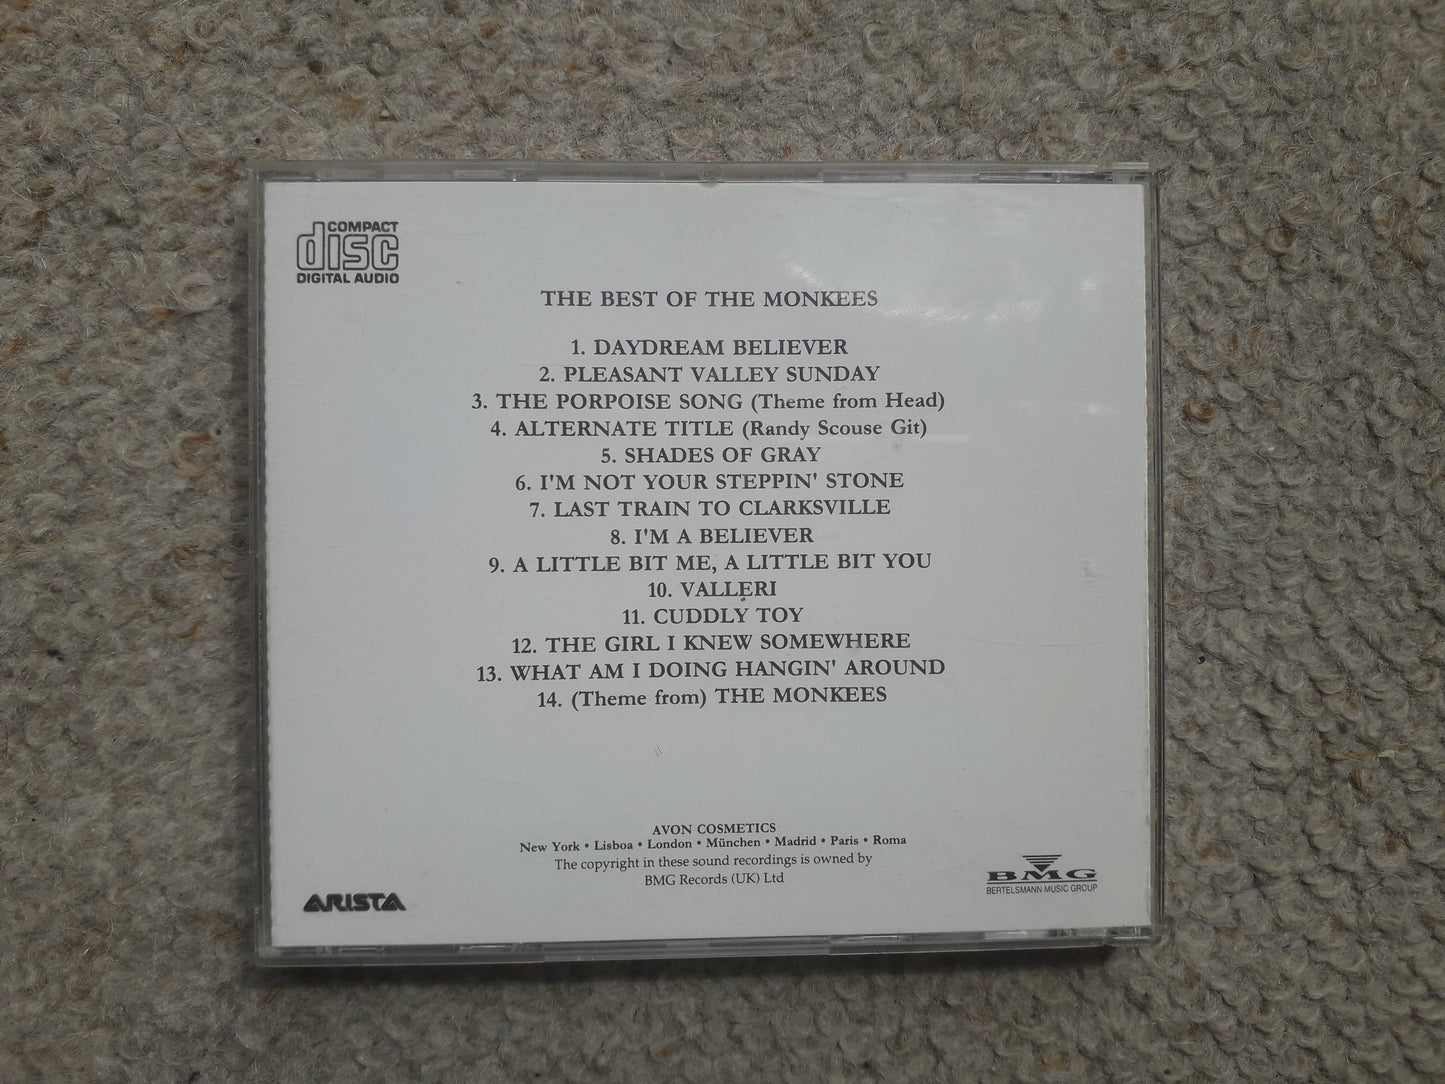 COMPACT
disc
DIGITAL AUDIO
THE BEST OF THE MONKEES
1. DAYDREAM BELIEVER
2. PLEASANT VALLEY SUNDAY
3. THE PORPOISE SONG (Theme from Head)
4. ALTERNATE TITLE (Randy Scouse Git)
5. SHADES OF GRAY
6. I'M NOT YOUR STEPPIN' STONE
7. LAST TRAIN TO CLARKSVILLE
8. I'M A BELIEVER
9. A LITTLE BIT ME, A LITTLE BIT YOU
10. VALLERI
11. CUDDLY TOY
12. THE GIRL I KNEW SOMEWHERE
13. WHAT AM I DOING HANGIN' AROUND
14. (Theme from) THE MONKEES
AVON COSMETICS
New York • Lisboa • London • München • Madrid • Paris • Roma
The copyright in these sound recordings is owned by
BMG Records (UK) Ltd
ARISTA
BMG
BERTELSMANN MUSIC GROUP